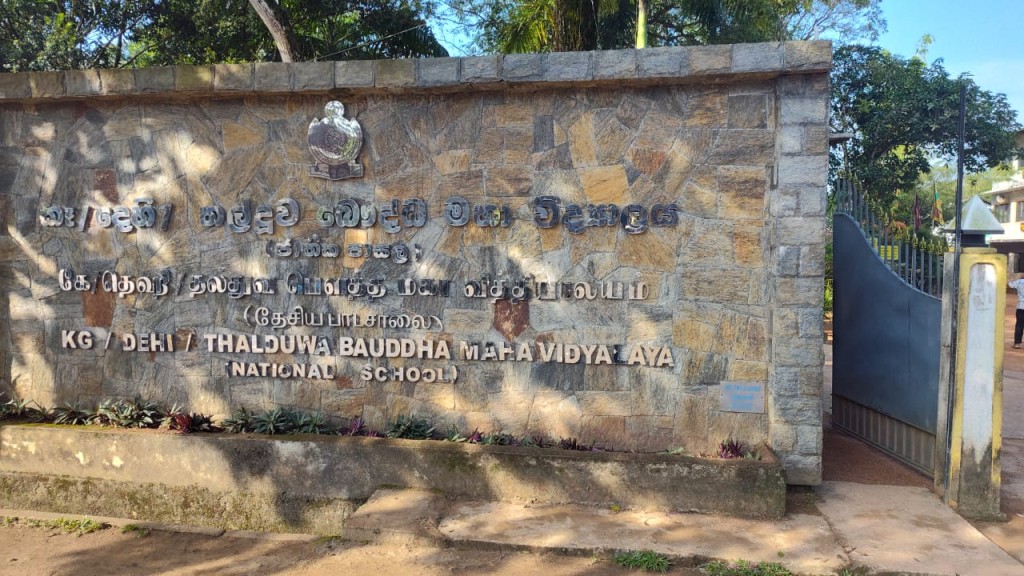 කෑ / දෙහි / තල්දූව බෞද්ධ මහා විද්‍යාලය
(ජාතික පාසල)
கே / தெஹி / தலதுவ பௌத்த மகா வித்தியாலயம்
(தேசிய பாடசாலை)
KG / DEHI / THALDUWA BAUDDHA MAHA VIDYALAYA
(NATIONAL SCHOOL)